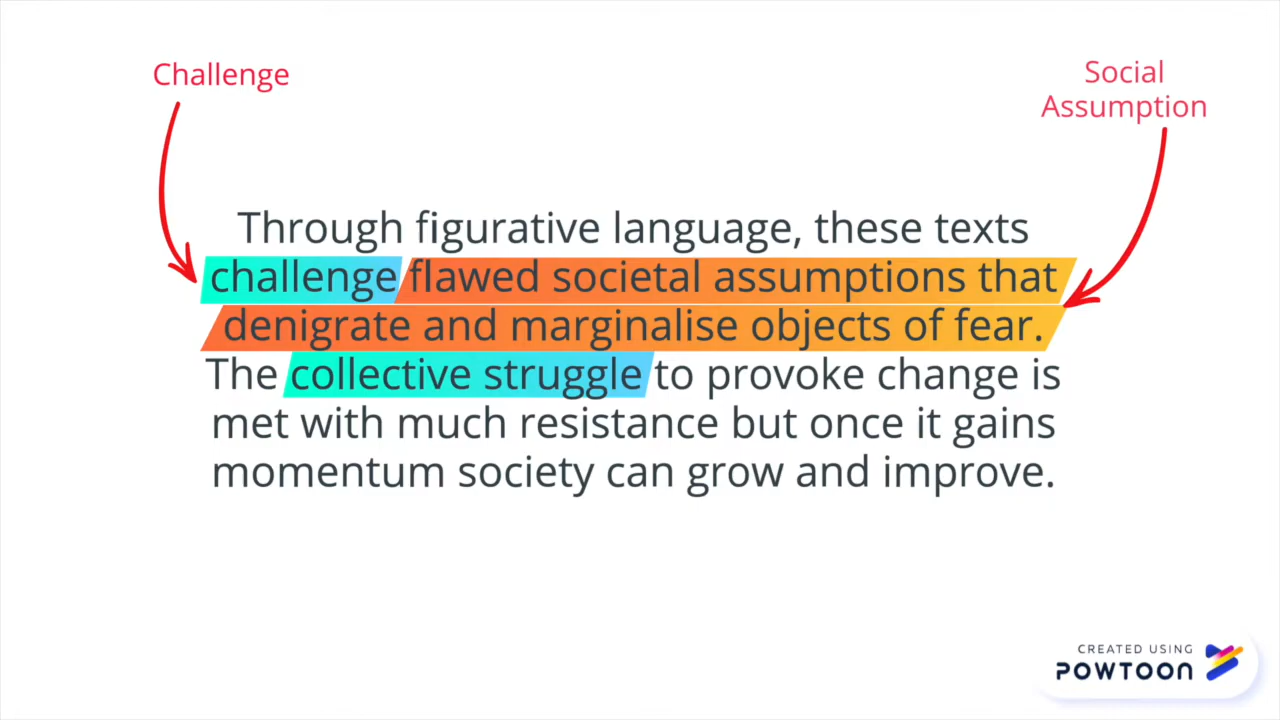 Challenge
Social
Assumption
Through figurative language, these texts
challenge flawed societal assumptions that
denigrate and marginalise objects of fear.
The collective struggle to provoke change is
met with much resistance but once it gains
momentum society can grow and improve.
CREATED USING
POWTOON